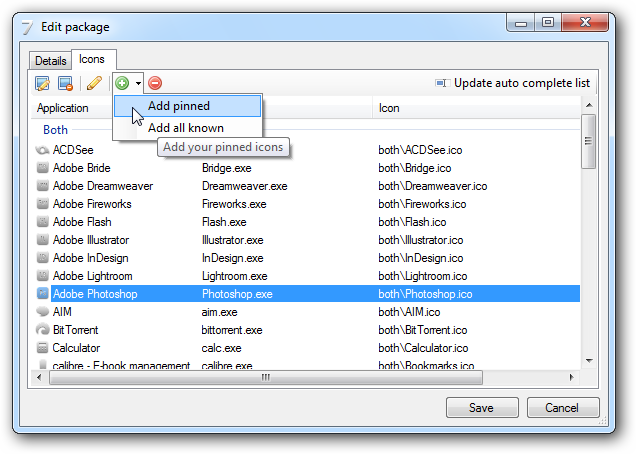 Edit package
Details Icons
Update auto complete list
Application Icon
Add pinned
Add all known
Add your pinned icons
Both
ACDSee both\ACDSee.ico
Adobe Bride Bridge.exe both\Bridge.ico
Adobe Dreamweaver Dreamweaver.exe both\Dreamweaver.ico
Adobe Fireworks Fireworks.exe both\Fireworks.ico
Adobe Flash Flash.exe both\Flash.ico
Adobe Illustrator Illustrator.exe both\Illustrator.ico
Adobe InDesign InDesign.exe both\InDesign.ico
Adobe Lightroom Lightroom.exe both\Lightroom.ico
Adobe Photoshop Photoshop.exe both\Photoshop.ico
AIM aim.exe both\AIM.ico
BitTorrent bittorrent.exe both\BitTorrent.ico
Calculator calc.exe both\Calculator.ico
calibre - E-book management calibre.exe both\Bookmarks.ico
Save Cancel